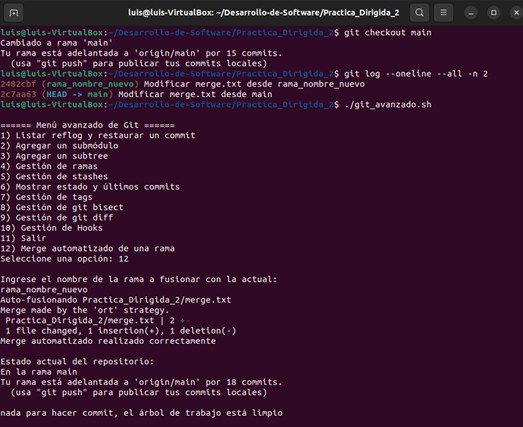 luis@luis-VirtualBox: ~/Desarrollo-de-Software/Practica_Dirigida_2
luis@luis-VirtualBox:~/Desarrollo-de-Software/Practica_Dirigida_2$ git checkout main
Cambiado a rama 'main'
Tu rama está adelantada a 'origin/main' por 15 commits.
  (usa "git push" para publicar tus commits locales)
luis@luis-VirtualBox:~/Desarrollo-de-Software/Practica_Dirigida_2$ git log --oneline --all -n 2
2482cbf (rama_nombre_nuevo) Modificar merge.txt desde rama_nombre_nuevo
2c7aa63 (HEAD -> main) Modificar merge.txt desde main
luis@luis-VirtualBox:~/Desarrollo-de-Software/Practica_Dirigida_2$ ./git_avanzado.sh
====== Menú avanzado de Git ======
1) Listar reflog y restaurar un commit
2) Agregar un submódulo
3) Agregar un subtree
4) Gestión de ramas
5) Gestión de stashes
6) Mostrar estado y últimos commits
7) Gestión de tags
8) Gestión de git bisect
9) Gestión de git diff
10) Gestión de Hooks
11) Salir
12) Merge automatizado de una rama
Seleccione una opción: 12
Ingrese el nombre de la rama a fusionar con la actual:
rama_nombre_nuevo
Auto-fusionando Practica_Dirigida_2/merge.txt
Merge made by the 'ort' strategy.
 Practica_Dirigida_2/merge.txt | 2 +-
 1 file changed, 1 insertion(+), 1 deletion(-)
Merge automatizado realizado correctamente
Estado actual del repositorio:
En la rama main
Tu rama está adelantada a 'origin/main' por 18 commits.
  (usa "git push" para publicar tus commits locales)
nada para hacer commit, el árbol de trabajo está limpio